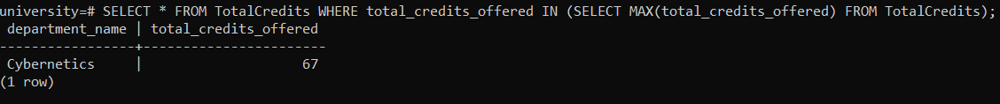 university=# SELECT * FROM TotalCredits WHERE total_credits_offered IN (SELECT MAX(total_credits_offered) FROM TotalCredits);
 department_name | total_credits_offered
-----------------+-----------------------
 Cybernetics     |                    67
(1 row)